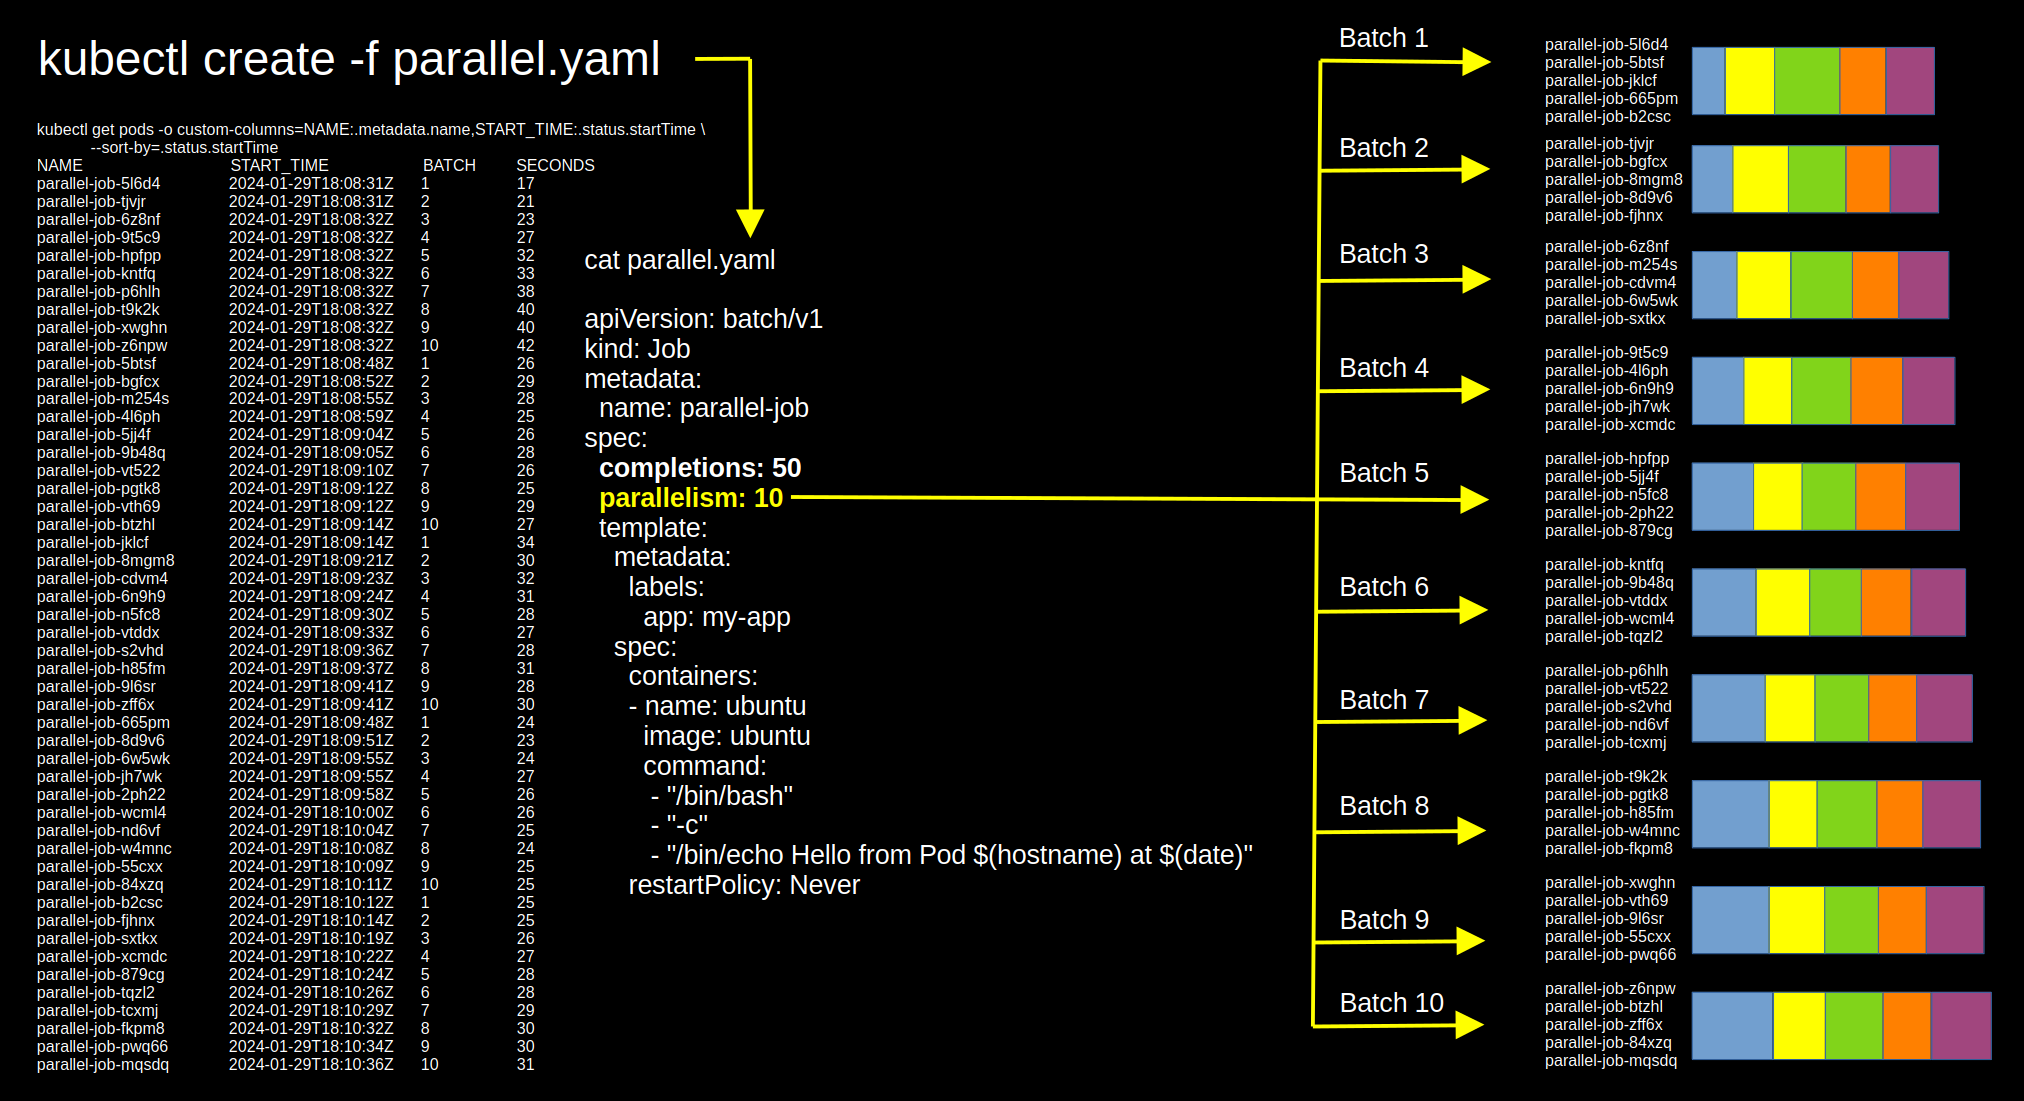 kubectl create -f parallel.yaml
kubectl get pods -o custom-columns=NAME:.metadata.name,START_TIME:.status.startTime \
--sort-by=.status.startTime
NAME START_TIME BATCH SECONDS
parallel-job-5l6d4 2024-01-29T18:08:31Z 1 17
parallel-job-tjvjr 2024-01-29T18:08:31Z 2 21
parallel-job-6z8nf 2024-01-29T18:08:32Z 3 23
parallel-job-9t5c9 2024-01-29T18:08:32Z 4 27
parallel-job-hpfpp 2024-01-29T18:08:32Z 5 32
parallel-job-kntfq 2024-01-29T18:08:32Z 6 33
parallel-job-p6hlh 2024-01-29T18:08:32Z 7 38
parallel-job-t9k2k 2024-01-29T18:08:32Z 8 40
parallel-job-xwghn 2024-01-29T18:08:32Z 9 40
parallel-job-z6npw 2024-01-29T18:08:32Z 10 42
parallel-job-5btsf 2024-01-29T18:08:48Z 1 26
parallel-job-bgfcx 2024-01-29T18:08:52Z 2 29
parallel-job-m254s 2024-01-29T18:08:55Z 3 28
parallel-job-4l6ph 2024-01-29T18:08:59Z 4 25
parallel-job-5jj4f 2024-01-29T18:09:04Z 5 26
parallel-job-9b48q 2024-01-29T18:09:05Z 6 28
parallel-job-vt522 2024-01-29T18:09:10Z 7 26
parallel-job-pgtk8 2024-01-29T18:09:12Z 8 25
parallel-job-vth69 2024-01-29T18:09:12Z 9 29
parallel-job-btzhl 2024-01-29T18:09:14Z 10 27
parallel-job-jklcf 2024-01-29T18:09:14Z 1 34
parallel-job-8mgm8 2024-01-29T18:09:21Z 2 30
parallel-job-cdvm4 2024-01-29T18:09:23Z 3 32
parallel-job-6n9h9 2024-01-29T18:09:24Z 4 31
parallel-job-n5fc8 2024-01-29T18:09:30Z 5 28
parallel-job-vtddx 2024-01-29T18:09:33Z 6 27
parallel-job-s2vhd 2024-01-29T18:09:36Z 7 28
parallel-job-h85fm 2024-01-29T18:09:37Z 8 31
parallel-job-9l6sr 2024-01-29T18:09:41Z 9 28
parallel-job-zff6x 2024-01-29T18:09:41Z 10 30
parallel-job-665pm 2024-01-29T18:09:48Z 1 24
parallel-job-8d9v6 2024-01-29T18:09:51Z 2 23
parallel-job-6w5wk 2024-01-29T18:09:55Z 3 24
parallel-job-jh7wk 2024-01-29T18:09:55Z 4 27
parallel-job-2ph22 2024-01-29T18:09:58Z 5 26
parallel-job-wcml4 2024-01-29T18:10:00Z 6 26
parallel-job-nd6vf 2024-01-29T18:10:04Z 7 25
parallel-job-w4mnc 2024-01-29T18:10:08Z 8 24
parallel-job-55cxx 2024-01-29T18:10:09Z 9 25
parallel-job-84xzq 2024-01-29T18:10:11Z 10 25
parallel-job-b2csc 2024-01-29T18:10:12Z 1 25
parallel-job-fjhnx 2024-01-29T18:10:14Z 2 25
parallel-job-sxtkx 2024-01-29T18:10:19Z 3 26
parallel-job-xcmdc 2024-01-29T18:10:22Z 4 27
parallel-job-879cg 2024-01-29T18:10:24Z 5 28
parallel-job-tqzl2 2024-01-29T18:10:26Z 6 28
parallel-job-tcxmj 2024-01-29T18:10:29Z 7 29
parallel-job-fkpm8 2024-01-29T18:10:32Z 8 30
parallel-job-pwq66 2024-01-29T18:10:34Z 9 30
parallel-job-mqsdq 2024-01-29T18:10:36Z 10 31
cat parallel.yaml
apiVersion: batch/v1
kind: Job
metadata:
name: parallel-job
spec:
completions: 50
parallelism: 10
template:
metadata:
labels:
app: my-app
spec:
containers:
- name: ubuntu
image: ubuntu
command:
- "/bin/bash"
- "-c"
- "/bin/echo Hello from Pod $(hostname) at $(date)"
restartPolicy: Never
Batch 1
parallel-job-5l6d4
parallel-job-5btsf
parallel-job-jklcf
parallel-job-665pm
parallel-job-b2csc
Batch 2
parallel-job-tjvjr
parallel-job-bgfcx
parallel-job-8mgm8
parallel-job-8d9v6
parallel-job-fjhnx
Batch 3
parallel-job-6z8nf
parallel-job-m254s
parallel-job-cdvm4
parallel-job-6w5wk
parallel-job-sxtkx
Batch 4
parallel-job-9t5c9
parallel-job-4l6ph
parallel-job-6n9h9
parallel-job-jh7wk
parallel-job-xcmdc
Batch 5
parallel-job-hpfpp
parallel-job-5jj4f
parallel-job-n5fc8
parallel-job-2ph22
parallel-job-879cg
Batch 6
parallel-job-kntfq
parallel-job-9b48q
parallel-job-vtddx
parallel-job-wcml4
parallel-job-tqzl2
Batch 7
parallel-job-p6hlh
parallel-job-vt522
parallel-job-s2vhd
parallel-job-nd6vf
parallel-job-tcxmj
Batch 8
parallel-job-t9k2k
parallel-job-pgtk8
parallel-job-h85fm
parallel-job-w4mnc
parallel-job-fkpm8
Batch 9
parallel-job-xwghn
parallel-job-vth69
parallel-job-9l6sr
parallel-job-55cxx
parallel-job-pwq66
Batch 10
parallel-job-z6npw
parallel-job-btzhl
parallel-job-zff6x
parallel-job-84xzq
parallel-job-mqsdq